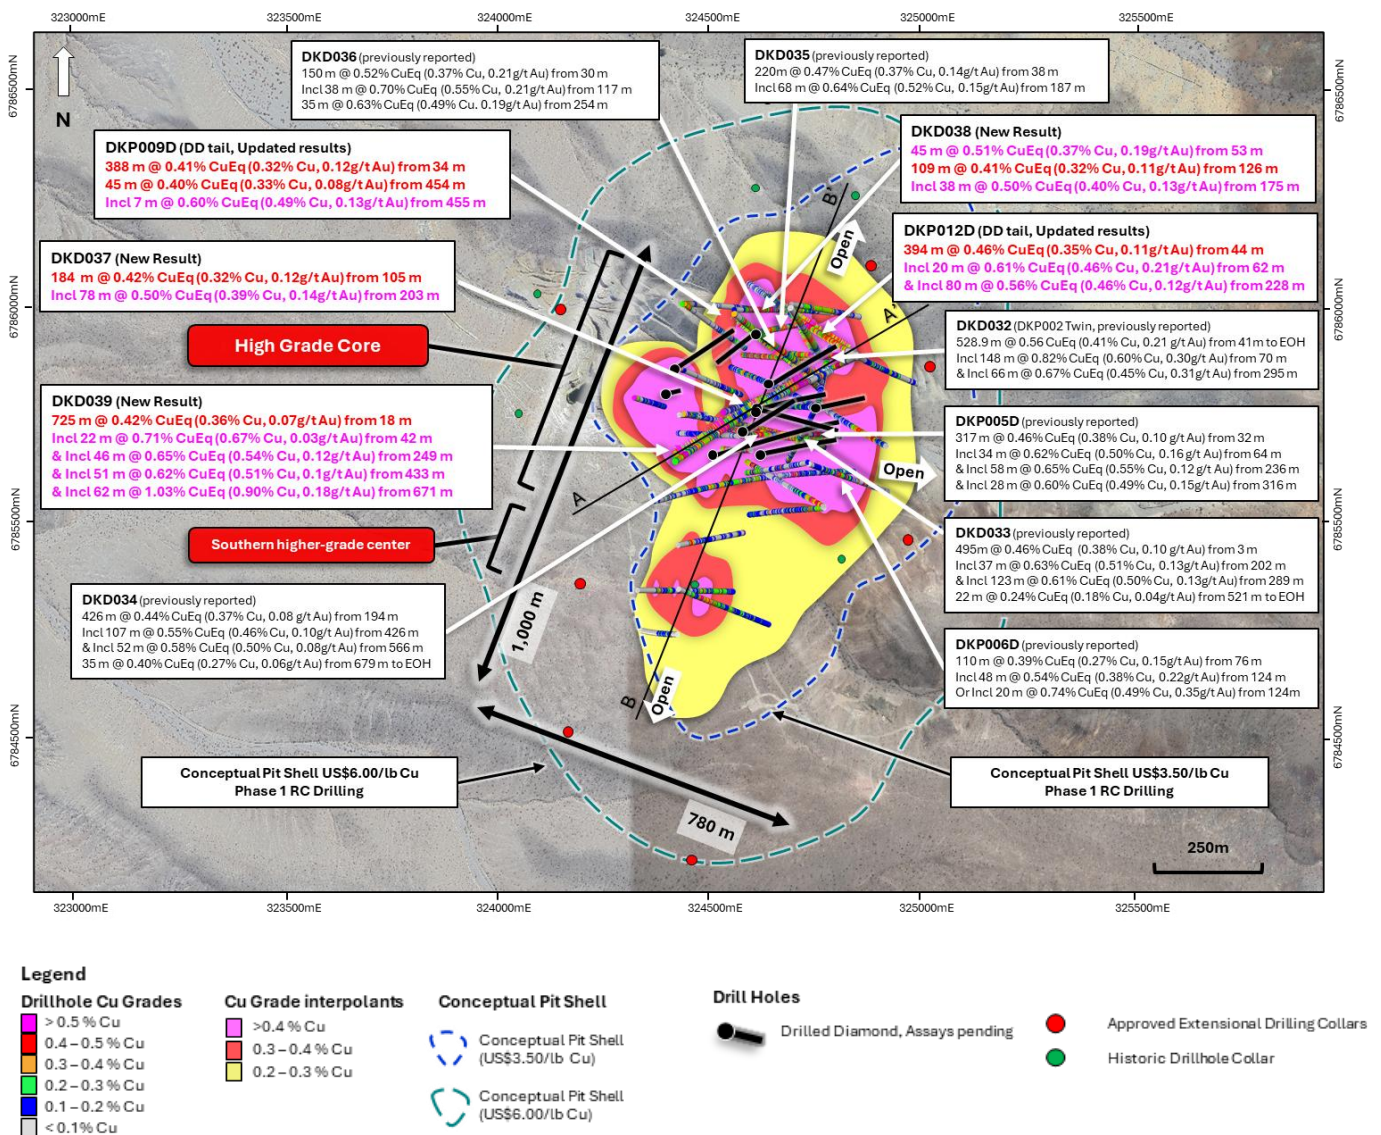 323000mE
323500mE
324000mE
324500mE
325000mE
325500mE
6786500mN
6786000mN
6785500mN
6784500mN
6786500mN
6786000mN
6785500mN
6784500mN
N
DKD036 (previously reported)
150 m @ 0.52% CuEq (0.37% Cu, 0.21g/t Au) from 30 m
Incl 38 m @ 0.70% CuEq (0.55% Cu, 0.21g/t Au) from 117 m
35 m @ 0.63% CuEq (0.49% Cu. 0.19g/t Au) from 254 m
DKD035 (previously reported)
220m @ 0.47% CuEq (0.37% Cu, 0.14g/t Au) from 38 m
Incl 68 m @ 0.64% CuEq (0.52% Cu, 0.15g/t Au) from 187 m
DKP009D (DD tail, Updated results)
388 m @ 0.41% CuEq (0.32% Cu, 0.12g/t Au) from 34 m
45 m @ 0.40% CuEq (0.33% Cu, 0.08g/t Au) from 454 m
Incl 7 m @ 0.60% CuEq (0.49% Cu, 0.13g/t Au) from 455 m
DKD038 (New Result)
45 m @ 0.51% CuEq (0.37% Cu, 0.19g/t Au) from 53 m
109 m @ 0.41% CuEq (0.32% Cu, 0.11g/t Au) from 126 m
Incl 38 m @ 0.50% CuEq (0.40% Cu, 0.13g/t Au) from 175 m
DKP012D (DD tail, Updated results)
394 m @ 0.46% CuEq (0.35% Cu, 0.11g/t Au) from 44 m
Incl 20 m @ 0.61% CuEq (0.46% Cu, 0.21g/t Au) from 62 m
& Incl 80 m @ 0.56% CuEq (0.46% Cu, 0.12g/t Au) from 228 m
DKD037 (New Result)
184 m @ 0.42% CuEq (0.32% Cu, 0.12g/t Au) from 105 m
Incl 78 m @ 0.50% CuEq (0.39% Cu, 0.14g/t Au) from 203 m
High Grade Core
DKD032 (DKP002 Twin, previously reported)
528.9 m @ 0.56 CuEq (0.41% Cu, 0.21 g/t Au) from 41m to EOH
Incl 148 m @ 0.82% CuEq (0.60% Cu, 0.30g/t Au) from 70 m
& Incl 66 m @ 0.67% CuEq (0.45% Cu, 0.31g/t Au) from 295 m
DKD039 (New Result)
725 m @ 0.42% CuEq (0.36% Cu, 0.07g/t Au) from 18 m
Incl 22 m @ 0.71% CuEq (0.67% Cu, 0.03g/t Au) from 42 m
& Incl 46 m @ 0.65% CuEq (0.54% Cu, 0.12g/t Au) from 249 m
& Incl 51 m @ 0.62% CuEq (0.51% Cu, 0.1g/t Au) from 433 m
& Incl 62 m @ 1.03% CuEq (0.90% Cu, 0.18g/t Au) from 671 m
DKP005D (previously reported)
317 m @ 0.46% CuEq (0.38% Cu, 0.10 g/t Au) from 32 m
Incl 34 m @ 0.62% CuEq (0.50% Cu, 0.16 g/t Au) from 64 m
& Incl 58 m @ 0.65% CuEq (0.55% Cu, 0.12 g/t Au) from 236 m
& Incl 28 m @ 0.60% CuEq (0.49% Cu, 0.15g/t Au) from 316 m
Southern higher-grade center
DKD033 (previously reported)
495m @ 0.46% CuEq (0.38% Cu, 0.10 g/t Au) from 3 m
Incl 37 m @ 0.63% CuEq (0.51% Cu, 0.13g/t Au) from 202 m
& Incl 123 m @ 0.61% CuEq (0.50% Cu, 0.13g/t Au) from 289 m
22 m @ 0.24% CuEq (0.18% Cu, 0.04g/t Au) from 521 m to EOH
DKD034 (previously reported)
426 m @ 0.44% CuEq (0.37% Cu, 0.08 g/t Au) from 194 m
Incl 107 m @ 0.55% CuEq (0.46% Cu, 0.10g/t Au) from 426 m
& Incl 52 m @ 0.58% CuEq (0.50% Cu, 0.08g/t Au) from 566 m
35 m @ 0.40% CuEq (0.27% Cu, 0.06g/t Au) from 679 m to EOH
DKP006D (previously reported)
110 m @ 0.39% CuEq (0.27% Cu, 0.15g/t Au) from 76 m
Incl 48 m @ 0.54% CuEq (0.38% Cu, 0.22g/t Au) from 124 m
Or Incl 20 m @ 0.74% CuEq (0.49% Cu, 0.35g/t Au) from 124m
B'
Open
A'
Open
A
B
Open
1,000 m
780 m
Conceptual Pit Shell US$6.00/lb Cu
Phase 1 RC Drilling
Conceptual Pit Shell US$3.50/lb Cu
Phase 1 RC Drilling
250m
323000mE
323500mE
324000mE
324500mE
325000mE
325500mE
Legend
Drillhole Cu Grades
> 0.5 % Cu
0.4 – 0.5 % Cu
0.3 – 0.4 % Cu
0.2 – 0.3 % Cu
0.1 – 0.2 % Cu
< 0.1% Cu
Cu Grade interpolants
>0.4 % Cu
0.3 – 0.4 % Cu
0.2 – 0.3 % Cu
Conceptual Pit Shell
Conceptual Pit Shell
(US$3.50/lb Cu)
Conceptual Pit Shell
(US$6.00/lb Cu)
Drill Holes
Drilled Diamond, Assays pending
Approved Extensional Drilling Collars
Historic Drillhole Collar